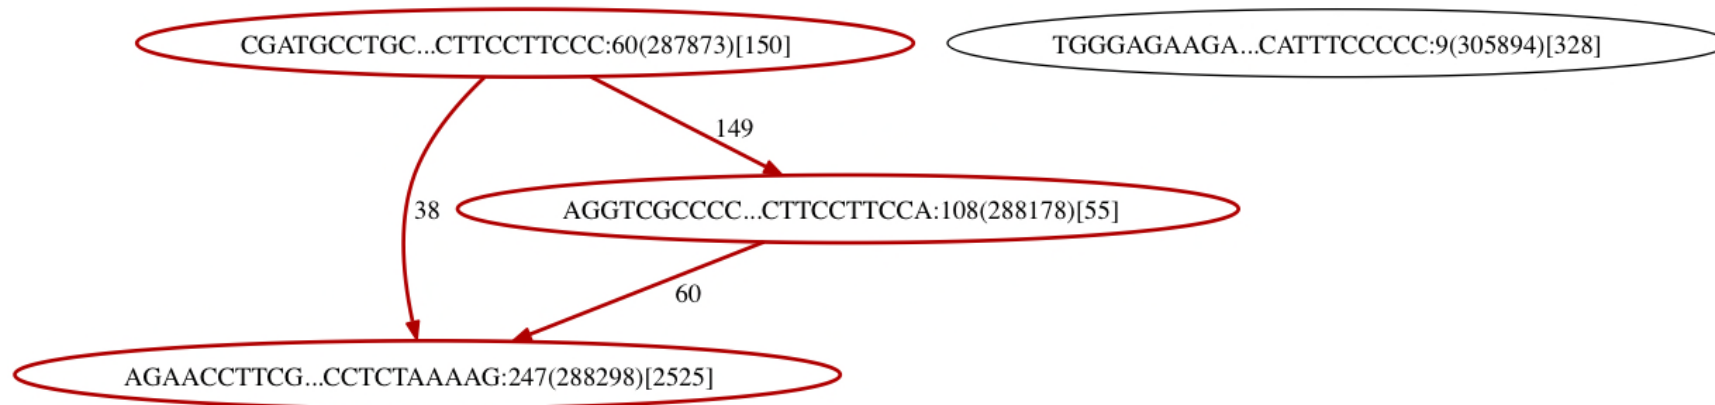 CGATGCCTGC...CTTCCTTCCC:60(287873)[150]
TGGGAGAAGA...CATTTCCCCC:9(305894)[328]
149
38
AGGTCGCCCC...CTTCCTTCCA:108(288178)[55]
60
AGAACCTTCG...CCTCTAAAAG:247(288298)[2525]